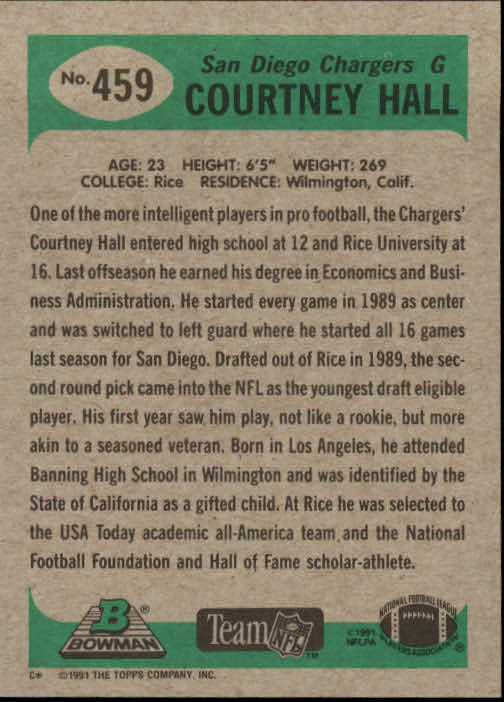 No. 459
San Diego Chargers G
COURTNEY HALL
AGE: 23 HEIGHT: 6'5" WEIGHT: 269
COLLEGE: Rice RESIDENCE: Wilmington, Calif.
One of the more intelligent players in pro football, the Chargers'
Courtney Hall entered high school at 12 and Rice University at
16. Last offseason he earned his degree in Economics and Busi-
ness Administration. He started every game in 1989 as center
and was switched to left guard where he started all 16 games
last season for San Diego. Drafted out of Rice in 1989, the sec-
ond round pick came into the NFL as the youngest draft eligible
player. His first year saw him play, not like a rookie, but more
akin to a seasoned veteran. Born in Los Angeles, he attended
Banning High School in Wilmington and was identified by the
State of California as a gifted child. At Rice he was selected to
the USA Today academic all-America team and the National
Football Foundation and Hall of Fame scholar-athlete.
B
BOWMAN®
Team NFL™
©1991
NFLPA
NATIONAL FOOTBALL LEAGUE
PLAYERS ASSOCIATION®
C* ©1991 THE TOPPS COMPANY, INC.